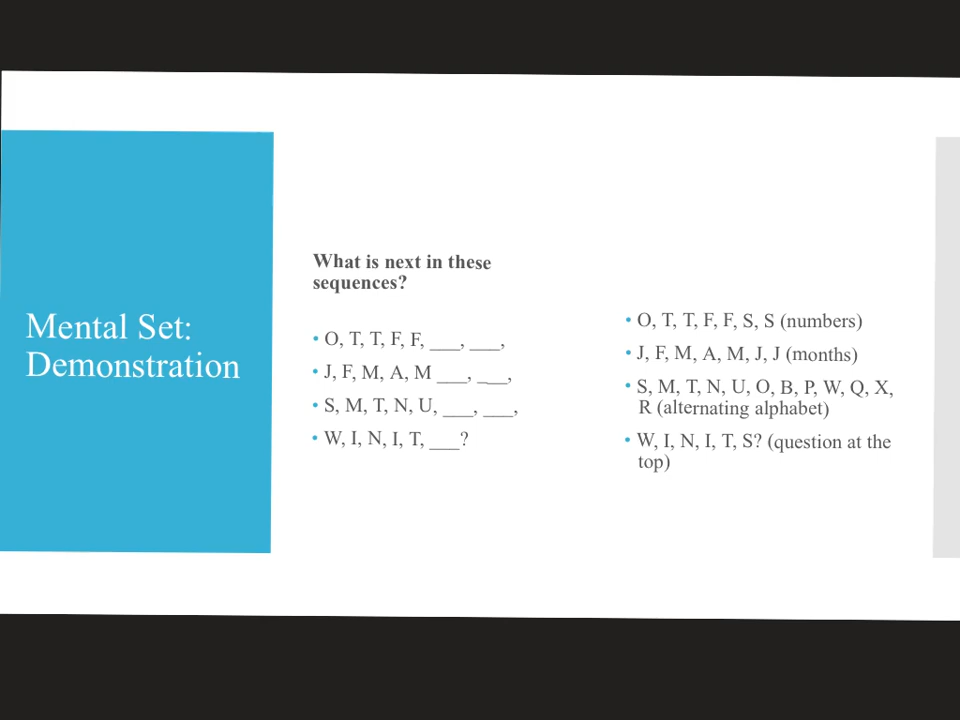 Mental Set:
Demonstration
What is next in these
sequences?
• O, T, T, F, F, ___, ___,
• J, F, M, A, M ___, ___,
• S, M, T, N, U, ___, ___,
• W, I, N, I, T, ___?
• O, T, T, F, F, S, S (numbers)
• J, F, M, A, M, J, J (months)
• S, M, T, N, U, O, B, P, W, Q, X,
R (alternating alphabet)
• W, I, N, I, T, S? (question at the
top)